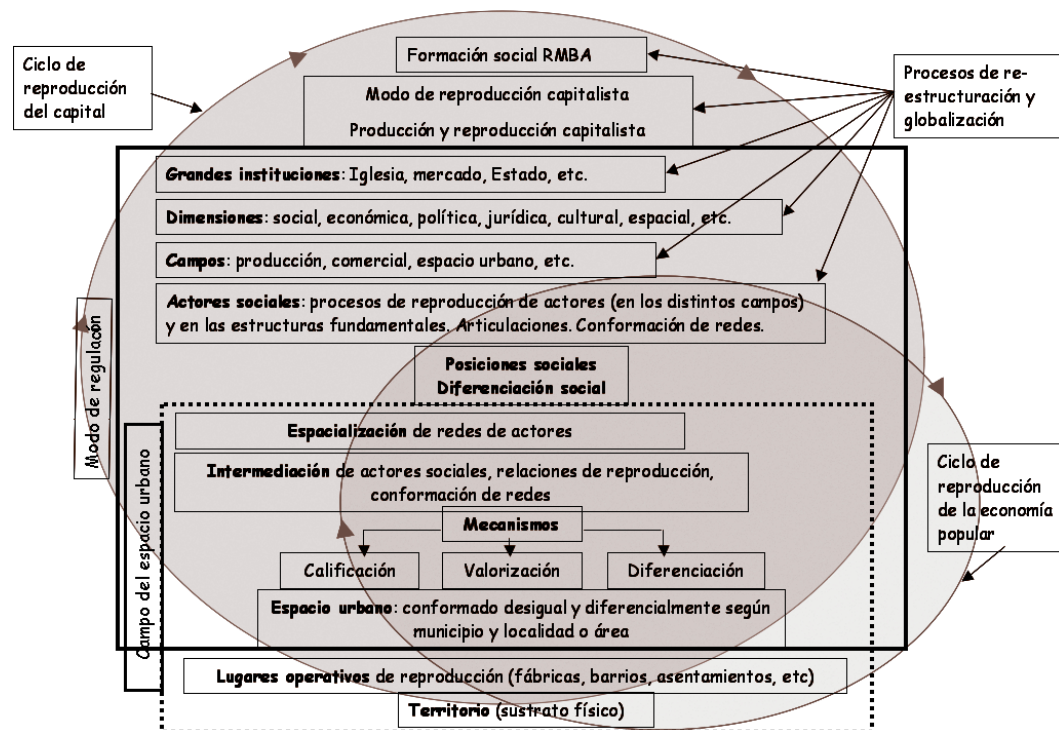 Formación social RMBA
Ciclo de
reproducción
del capital
Procesos de re-
estructuración y
globalización
Modo de reproducción capitalista
Producción y reproducción capitalista
Grandes instituciones: Iglesia, mercado, Estado, etc.
Dimensiones: social, económica, política, jurídica, cultural, espacial, etc.
Campos: producción, comercial, espacio urbano, etc.
Actores sociales: procesos de reproducción de actores (en los distintos campos)
y en las estructuras fundamentales. Articulaciones. Conformación de redes.
Modo de regulación
Posiciones sociales
Diferenciación social
Campo del espacio urbano
Espacialización de redes de actores
Intermediación de actores sociales, relaciones de reproducción,
conformación de redes
Ciclo de
reproducción
de la economía
popular
Mecanismos
Calificación
Valorización
Diferenciación
Espacio urbano: conformado desigual y diferencialmente según
municipio y localidad o área
Lugares operativos de reproducción (fábricas, barrios, asentamientos, etc)
Territorio (sustrato físico)